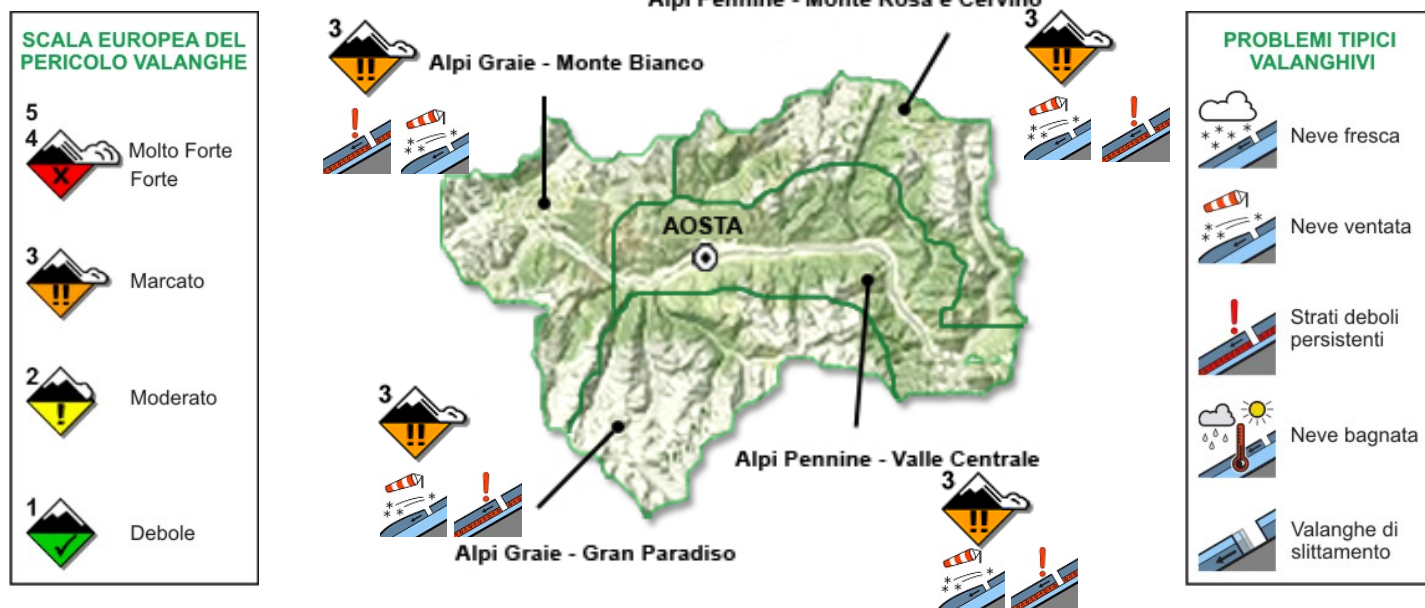 SCALA EUROPEA DEL
PERICOLO VALANGHE
5
4
Molto Forte
Forte
3
Marcato
2
Moderato
1
Debole
Alpi Pennine - Monte Rosa e Cervino
3
Alpi Graie - Monte Bianco
3
AOSTA
3
Alpi Pennine - Valle Centrale
3
Alpi Graie - Gran Paradiso
PROBLEMI TIPICI
VALANGHIVI
Neve fresca
Neve ventata
Strati deboli
persistenti
Neve bagnata
Valanghe di
slittamento